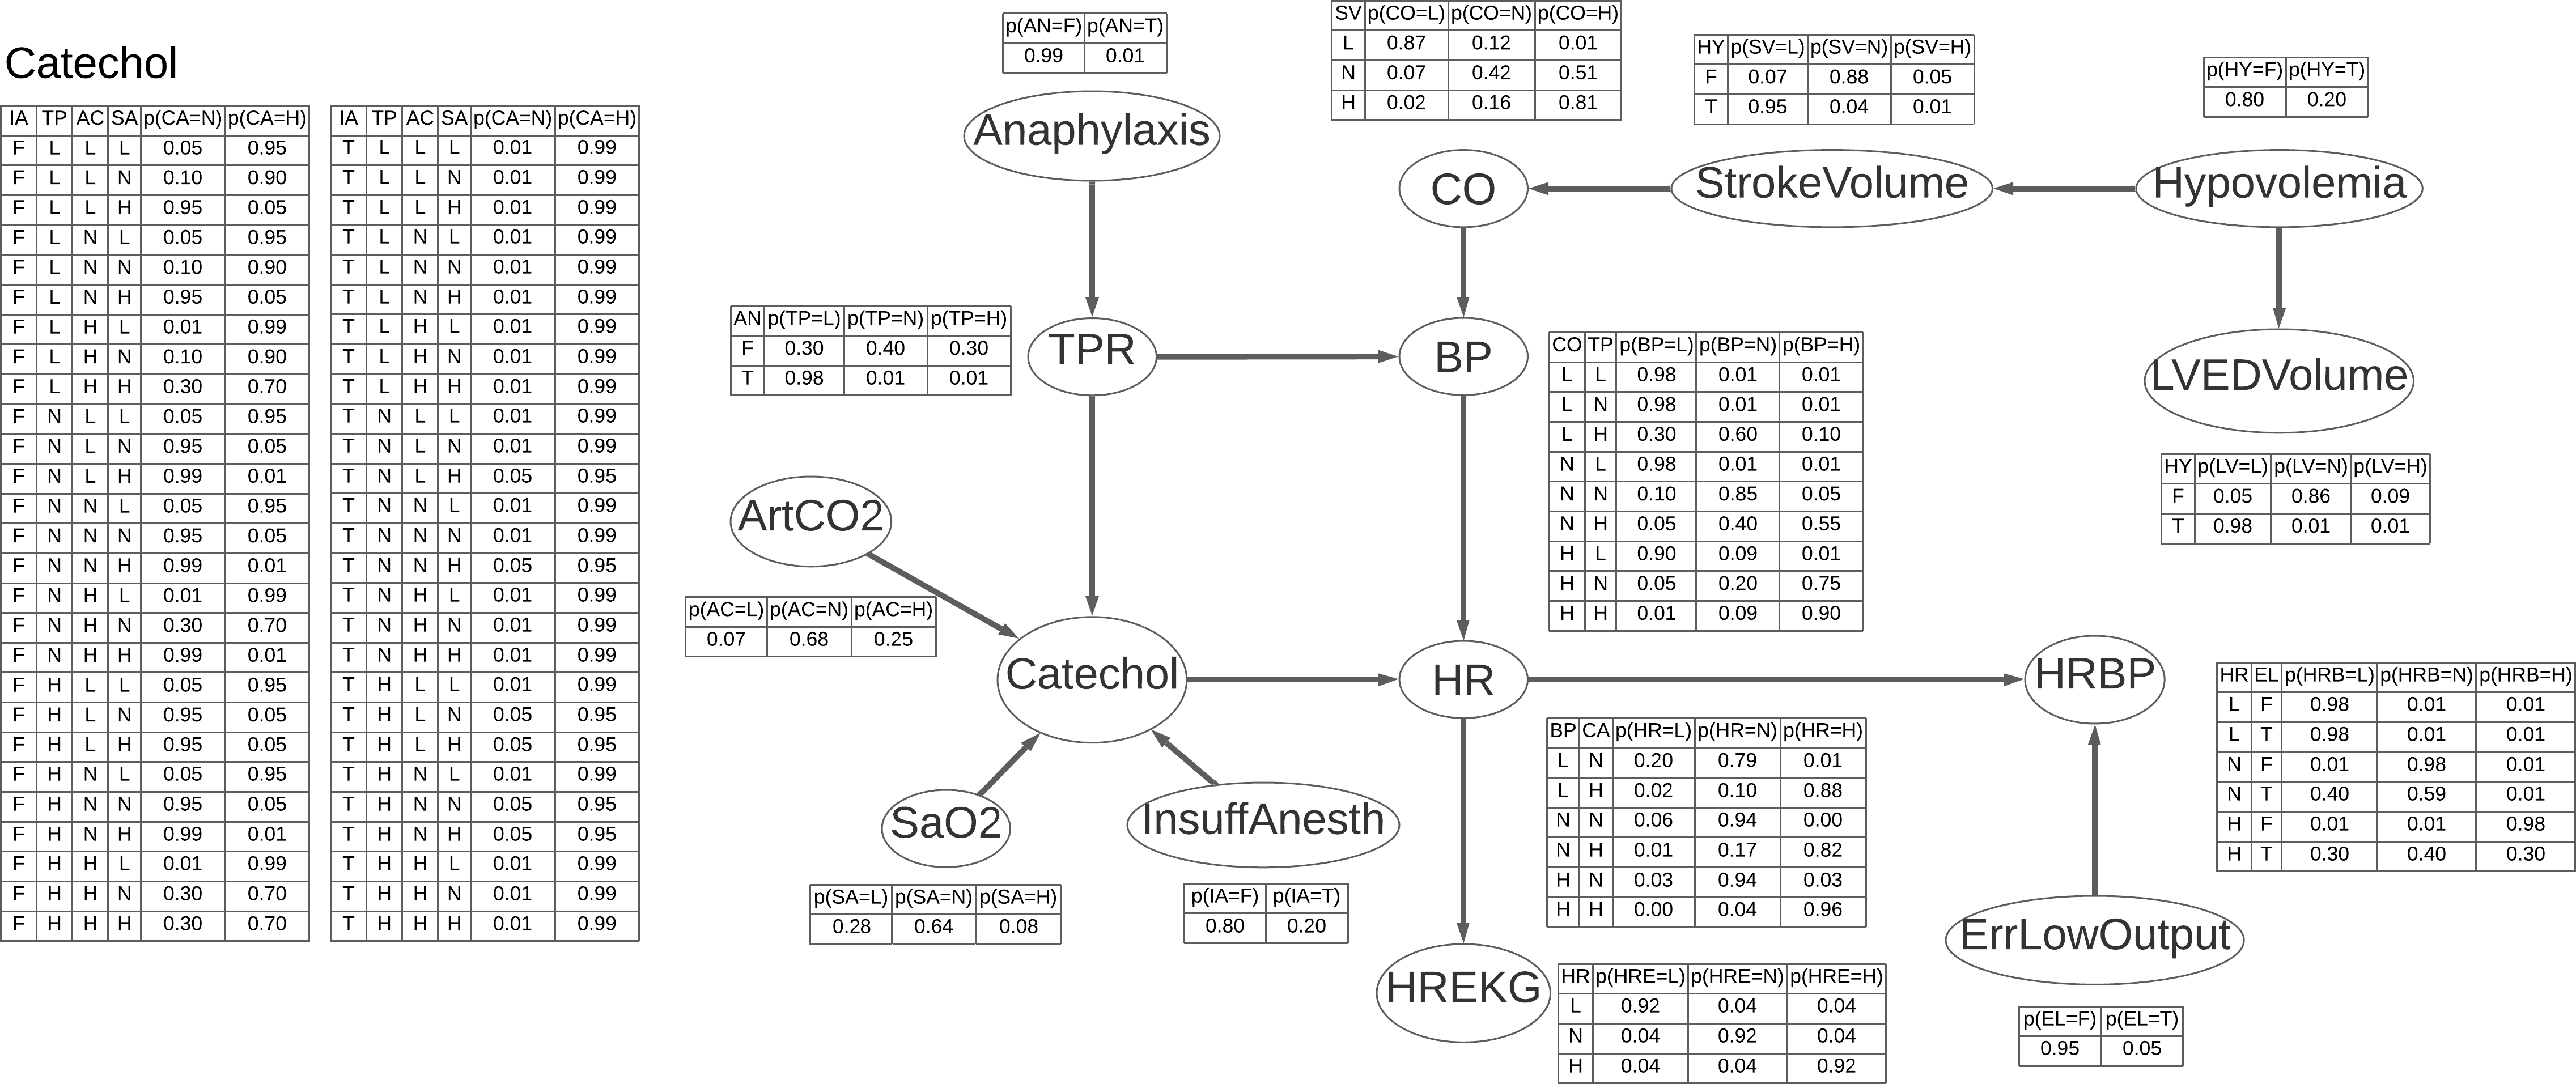 Catechol
IA TP AC SA p(CA=N) p(CA=H)
F L L L 0.05 0.95
F L L N 0.10 0.90
F L L H 0.95 0.05
F L N L 0.05 0.95
F L N N 0.10 0.90
F L N H 0.95 0.05
F L H L 0.01 0.99
F L H N 0.10 0.90
F L H H 0.30 0.70
F N L L 0.05 0.95
F N L N 0.95 0.05
F N L H 0.99 0.01
F N N L 0.05 0.95
F N N N 0.95 0.05
F N N H 0.99 0.01
F N H L 0.01 0.99
F N H N 0.30 0.70
F N H H 0.99 0.01
F H L L 0.05 0.95
F H L N 0.95 0.05
F H L H 0.95 0.05
F H N L 0.05 0.95
F H N N 0.95 0.05
F H N H 0.99 0.01
F H H L 0.01 0.99
F H H N 0.30 0.70
F H H H 0.30 0.70
IA TP AC SA p(CA=N) p(CA=H)
T L L L 0.01 0.99
T L L N 0.01 0.99
T L L H 0.01 0.99
T L N L 0.01 0.99
T L N N 0.01 0.99
T L N H 0.01 0.99
T L H L 0.01 0.99
T L H N 0.01 0.99
T L H H 0.01 0.99
T N L L 0.01 0.99
T N L N 0.01 0.99
T N L H 0.05 0.95
T N N L 0.01 0.99
T N N N 0.01 0.99
T N N H 0.05 0.95
T N H L 0.01 0.99
T N H N 0.01 0.99
T N H H 0.01 0.99
T H L L 0.01 0.99
T H L N 0.05 0.95
T H L H 0.05 0.95
T H N L 0.01 0.99
T H N N 0.05 0.95
T H N H 0.05 0.95
T H H L 0.01 0.99
T H H N 0.01 0.99
T H H H 0.01 0.99
p(AN=F) p(AN=T)
0.99 0.01
Anaphylaxis
SV p(CO=L) p(CO=N) p(CO=H)
L 0.87 0.12 0.01
N 0.07 0.42 0.51
H 0.02 0.16 0.81
CO
HY p(SV=L) p(SV=N) p(SV=H)
F 0.07 0.88 0.05
T 0.95 0.04 0.01
StrokeVolume
p(HY=F) p(HY=T)
0.80 0.20
Hypovolemia
AN p(TP=L) p(TP=N) p(TP=H)
F 0.30 0.40 0.30
T 0.98 0.01 0.01
TPR
BP
CO TP p(BP=L) p(BP=N) p(BP=H)
L L 0.98 0.01 0.01
L N 0.98 0.01 0.01
L H 0.30 0.60 0.10
N L 0.98 0.01 0.01
N N 0.10 0.85 0.05
N H 0.05 0.40 0.55
H L 0.90 0.09 0.01
H N 0.05 0.20 0.75
H H 0.01 0.09 0.90
LVEDVolume
HY p(LV=L) p(LV=N) p(LV=H)
F 0.05 0.86 0.09
T 0.98 0.01 0.01
ArtCO2
p(AC=L) p(AC=N) p(AC=H)
0.07 0.68 0.25
Catechol
HR
HRBP
HR EL p(HRB=L) p(HRB=N) p(HRB=H)
L F 0.98 0.01 0.01
L T 0.98 0.01 0.01
N F 0.01 0.98 0.01
N T 0.40 0.59 0.01
H F 0.01 0.01 0.98
H T 0.30 0.40 0.30
BP CA p(HR=L) p(HR=N) p(HR=H)
L N 0.20 0.79 0.01
L H 0.02 0.10 0.88
N N 0.06 0.94 0.00
N H 0.01 0.17 0.82
H N 0.03 0.94 0.03
H H 0.00 0.04 0.96
SaO2
p(SA=L) p(SA=N) p(SA=H)
0.28 0.64 0.08
InsuffAnesth
p(IA=F) p(IA=T)
0.80 0.20
HREKG
HR p(HRE=L) p(HRE=N) p(HRE=H)
L 0.92 0.04 0.04
N 0.04 0.92 0.04
H 0.04 0.04 0.92
ErrLowOutput
p(EL=F) p(EL=T)
0.95 0.05